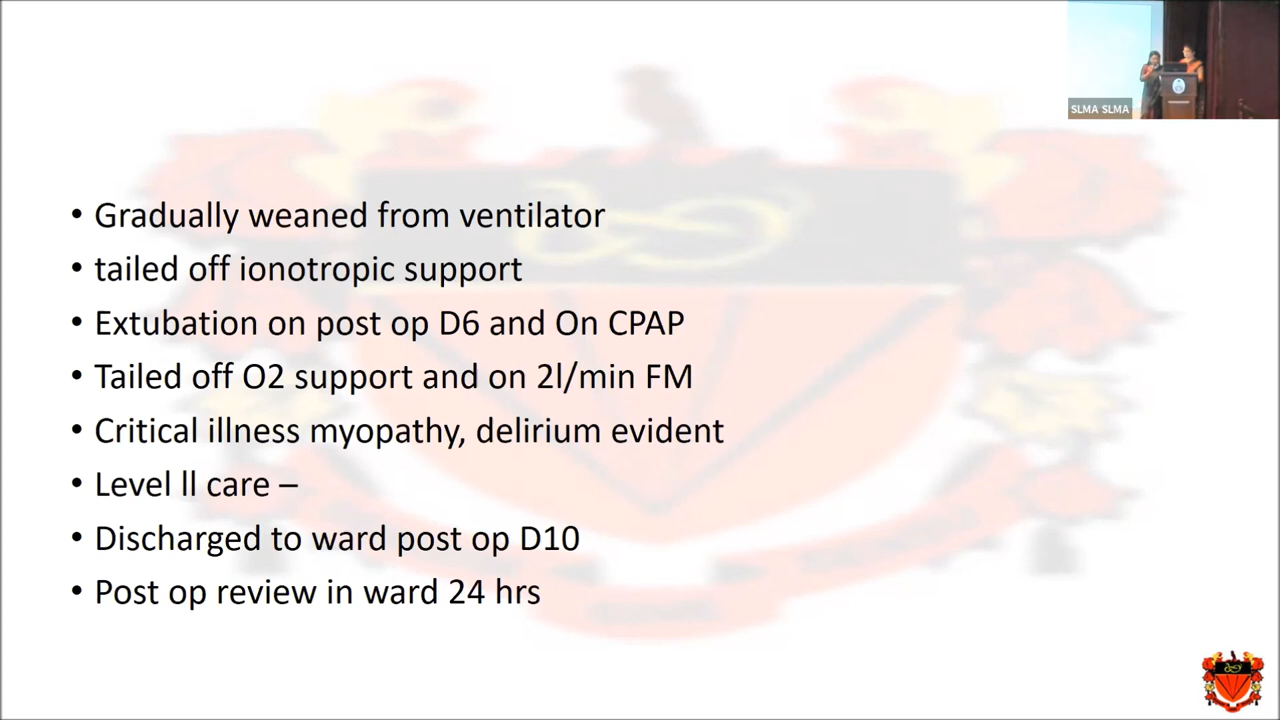 SLMA SLMA
• Gradually weaned from ventilator
• tailed off ionotropic support
• Extubation on post op D6 and On CPAP
• Tailed off O2 support and on 2l/min FM
• Critical illness myopathy, delirium evident
• Level ll care –
• Discharged to ward post op D10
• Post op review in ward 24 hrs